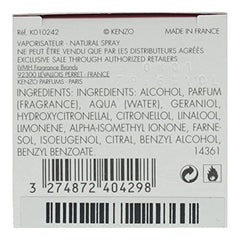 Réf. K010242 © KENZO MADE IN FRANCE
VAPORISATEUR - NATURAL SPRAY
NE PEUT ÊTRE VENDU QUE PAR LES DISTRIBUTEURS AGRÉÉS
EXCLUSIVE SALE THROUGH AUTHORIZED RETAILERS
LVMH Fragrance Brands
92300 LEVALLOIS PERRET - FRANCE
KENZO PARFUMS - PARIS
INGREDIENTS: INGREDIENTS: ALCOHOL, PARFUM
(FRAGRANCE), AQUA (WATER), GERANIOL,
HYDROXYCITRONELLAL, CITRONELLOL, LINALOOL,
LIMONENE, ALPHA-ISOMETHYL IONONE, FARNE-
SOL, ISOEUGENOL, CITRAL, BENZYL ALCOHOL,
BENZYL BENZOATE.
14361
3 274872 404298